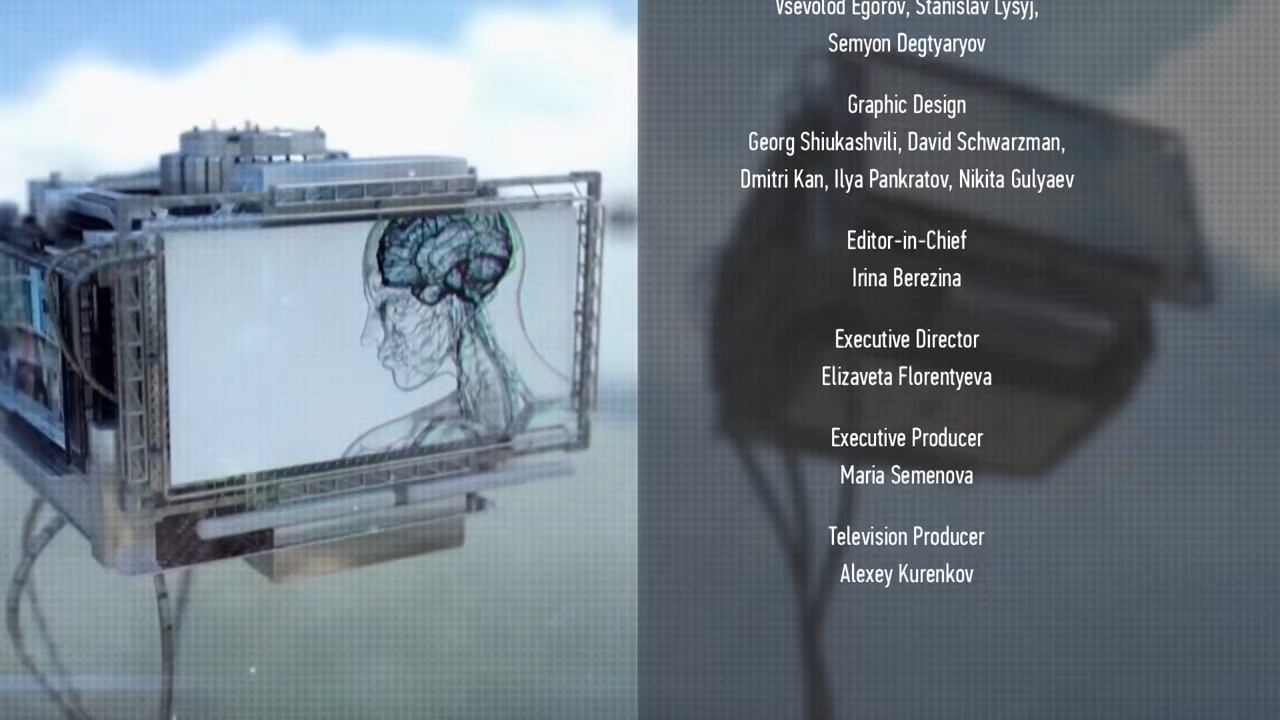 Vsevolod Egorov, Stanislav Lysyj,
Semyon Degtyaryov
Graphic Design
Georg Shiukashvili, David Schwarzman,
Dmitri Kan, Ilya Pankratov, Nikita Gulyaev
Editor-in-Chief
Irina Berezina
Executive Director
Elizaveta Florentyeva
Executive Producer
Maria Semenova
Television Producer
Alexey Kurenkov